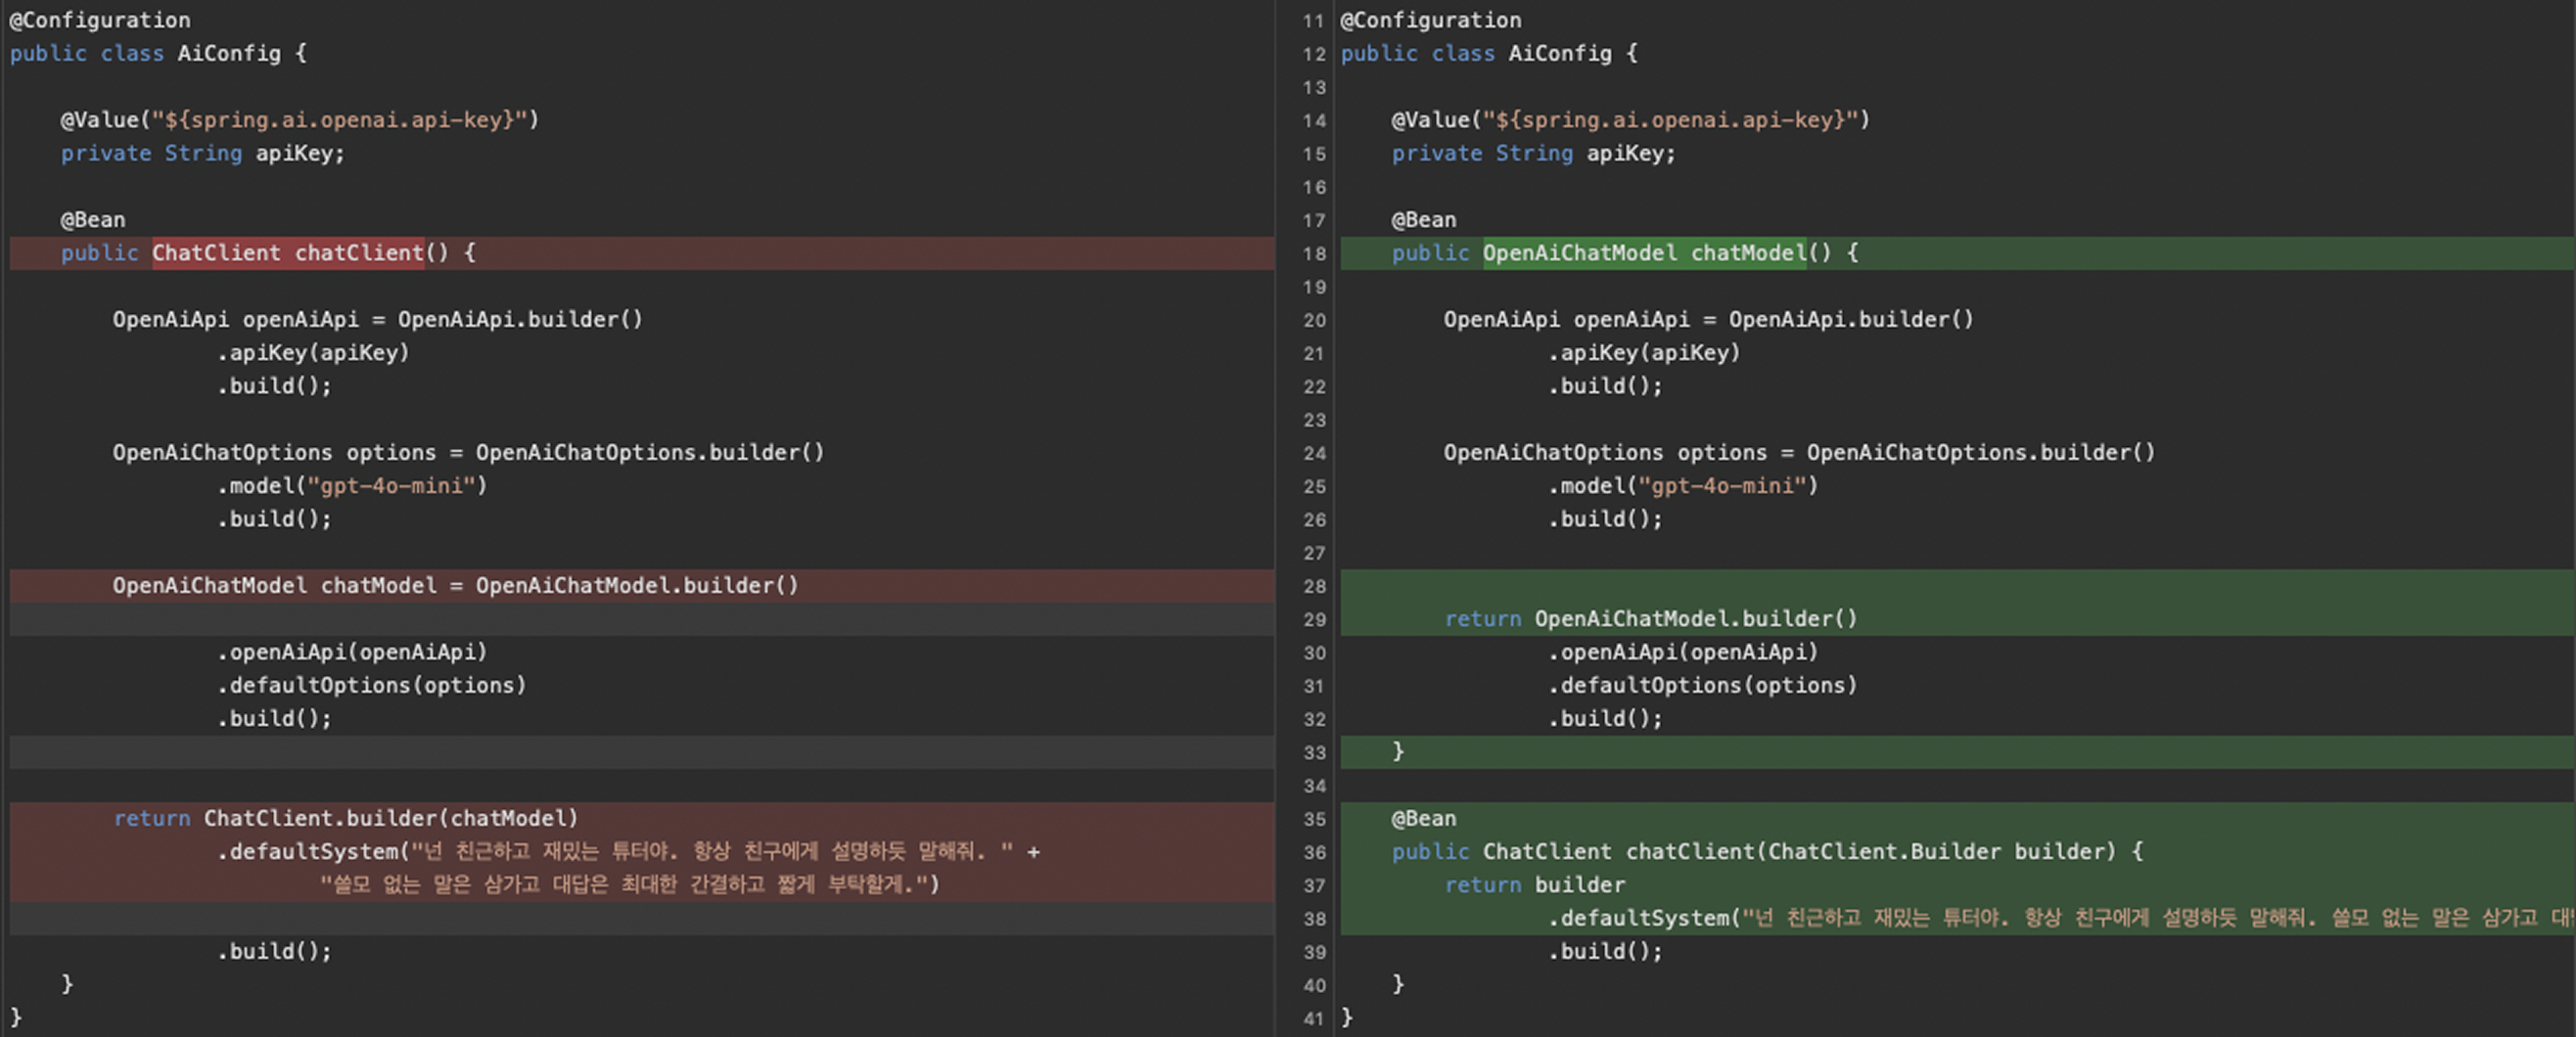 @Configuration
public class AiConfig {
    @Value("${spring.ai.openai.api-key}")
    private String apiKey;
    @Bean
    public ChatClient chatClient() {
        OpenAiApi openAiApi = OpenAiApi.builder()
                .apiKey(apiKey)
                .build();
        OpenAiChatOptions options = OpenAiChatOptions.builder()
                .model("gpt-4o-mini")
                .build();
        OpenAiChatModel chatModel = OpenAiChatModel.builder()
                .openAiApi(openAiApi)
                .defaultOptions(options)
                .build();
        return ChatClient.builder(chatModel)
                .defaultSystem("넌 친근하고 재밌는 튜터야. 항상 친구에게 설명하듯 말해줘. " +
                        "쓸모 없는 말은 삼가고 대답은 최대한 간결하고 짧게 부탁할게.")
                .build();
    }
}
11 @Configuration
12 public class AiConfig {
13
14     @Value("${spring.ai.openai.api-key}")
15     private String apiKey;
16
17     @Bean
18     public OpenAiChatModel chatModel() {
19
20         OpenAiApi openAiApi = OpenAiApi.builder()
21                 .apiKey(apiKey)
22                 .build();
23
24         OpenAiChatOptions options = OpenAiChatOptions.builder()
25                 .model("gpt-4o-mini")
26                 .build();
27
28
29         return OpenAiChatModel.builder()
30                 .openAiApi(openAiApi)
31                 .defaultOptions(options)
32                 .build();
33     }
34
35     @Bean
36     public ChatClient chatClient(ChatClient.Builder builder) {
37         return builder
38                 .defaultSystem("넌 친근하고 재밌는 튜터야. 항상 친구에게 설명하듯 말해줘. 쓸모 없는 말은 삼가고 대
39                 .build();
40     }
41 }